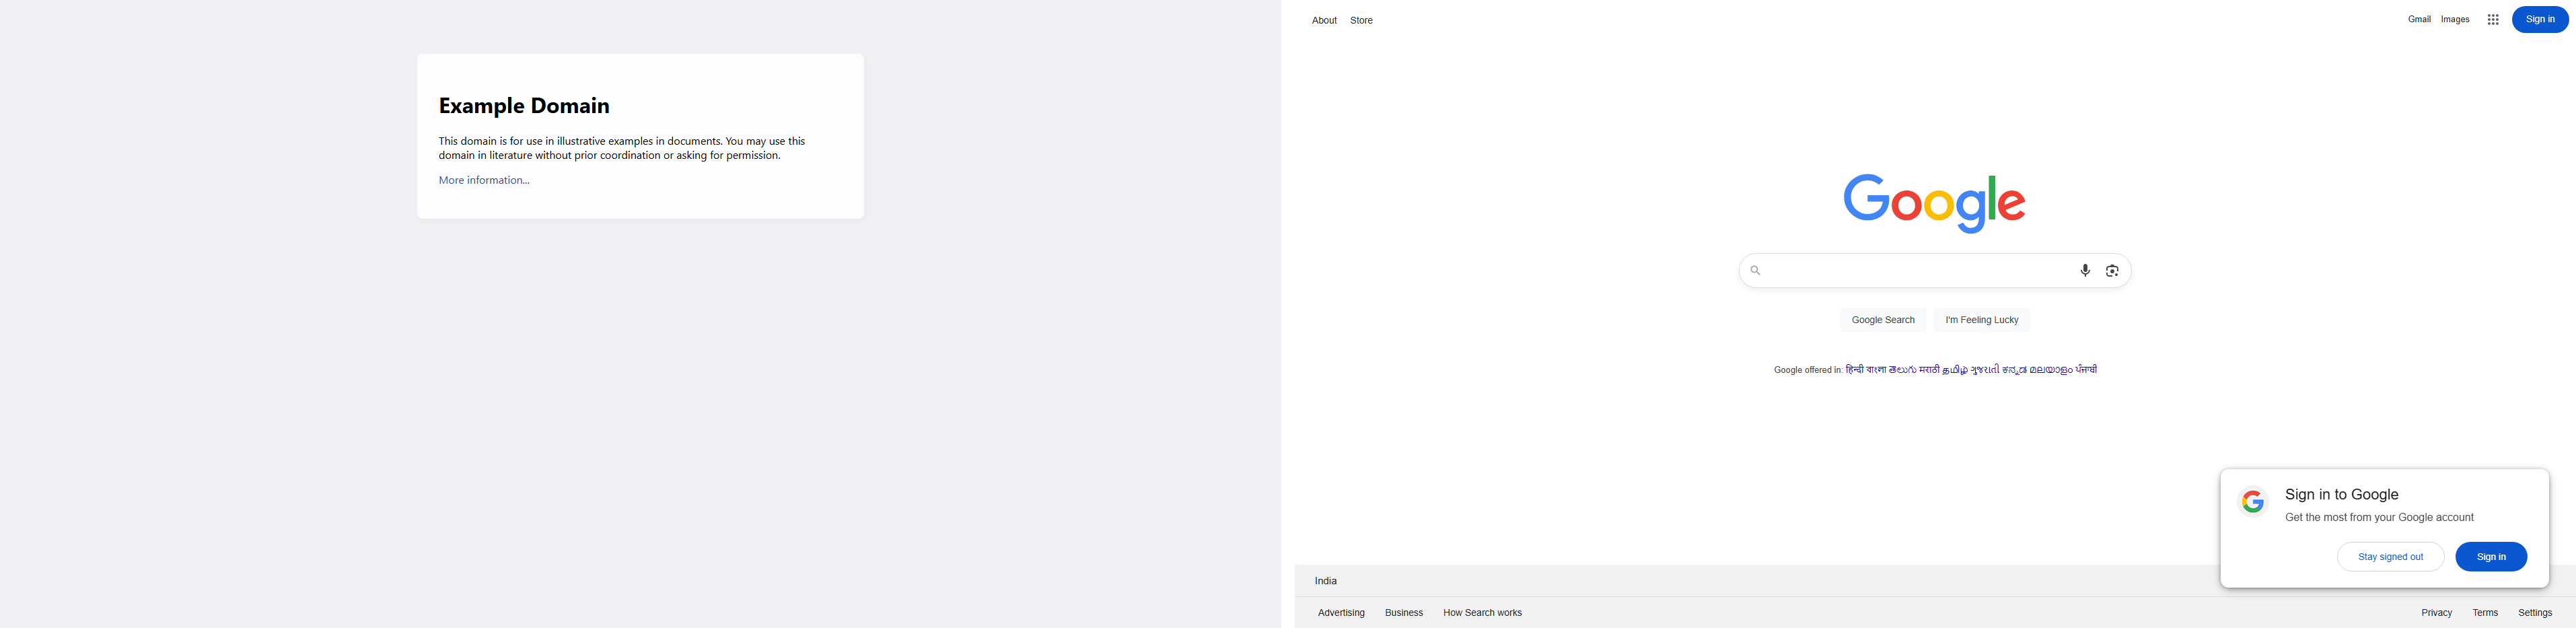 Example Domain
This domain is for use in illustrative examples in documents. You may use this
domain in literature without prior coordination or asking for permission.
More information...
About Store
Gmail Images Sign in
Google
Google Search I'm Feeling Lucky
Google offered in: हिन्दी বাংলা తెలుగు मराठी தமிழ் ગુજરાતી ಕನ್ನಡ മലയാളം ਪੰਜਾਬੀ
Sign in to Google
Get the most from your Google account
Stay signed out Sign in
India
Advertising Business How Search works
Privacy Terms Settings